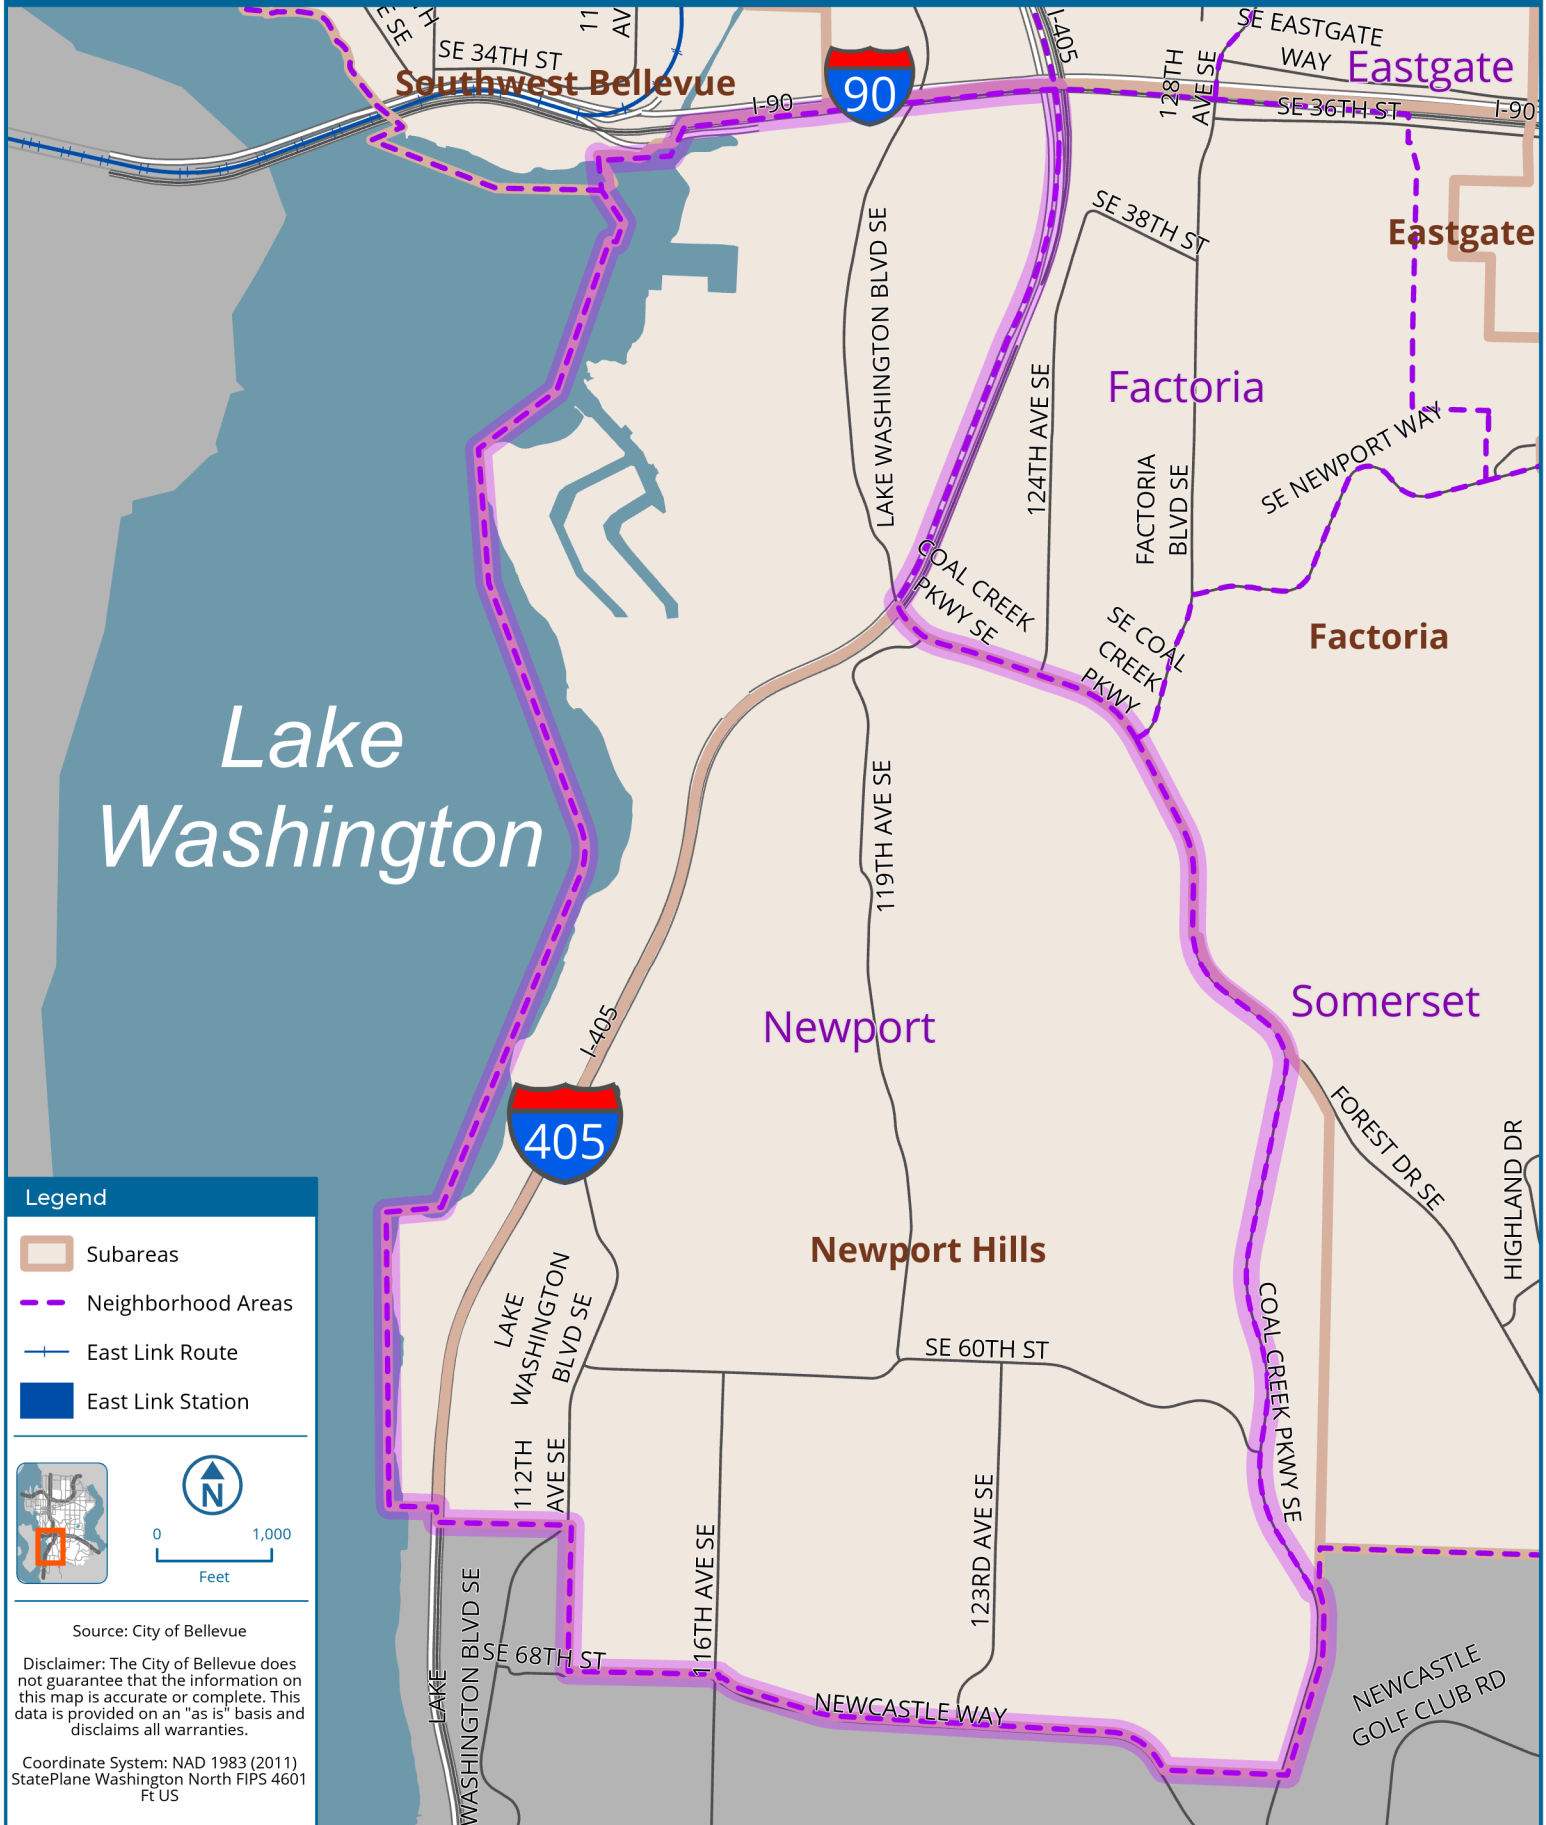 SE 34TH ST
AV
11
I-405
SE EASTGATE
WAY
Eastgate
Southwest Bellevue
I-90
90
128TH
AVE SE
SE 36TH ST
I-90
SE 38TH ST
Eastgate
LAKE WASHINGTON BLVD SE
Factoria
124TH AVE SE
FACTORIA
BLVD SE
SE NEWPORT WAY
COAL CREEK
PKWY SE
SE COAL
CREEK
PKWY
Factoria
Lake
Washington
119TH AVE SE
Newport
Somerset
I-405
405
FOREST DR SE
HIGHLAND DR
Newport Hills
LAKE
WASHINGTON
BLVD SE
SE 60TH ST
COAL CREEK PKWY SE
112TH
AVE SE
116TH AVE SE
123RD AVE SE
SE 68TH ST
LAKE
WASHINGTON BLVD SE
NEWCASTLE WAY
NEWCASTLE
GOLF CLUB RD
Legend
Subareas
Neighborhood Areas
East Link Route
East Link Station
N
0 1,000
Feet
Source: City of Bellevue
Disclaimer: The City of Bellevue does
not guarantee that the information on
this map is accurate or complete. This
data is provided on an "as is" basis and
disclaims all warranties.
Coordinate System: NAD 1983 (2011)
StatePlane Washington North FIPS 4601
Ft US